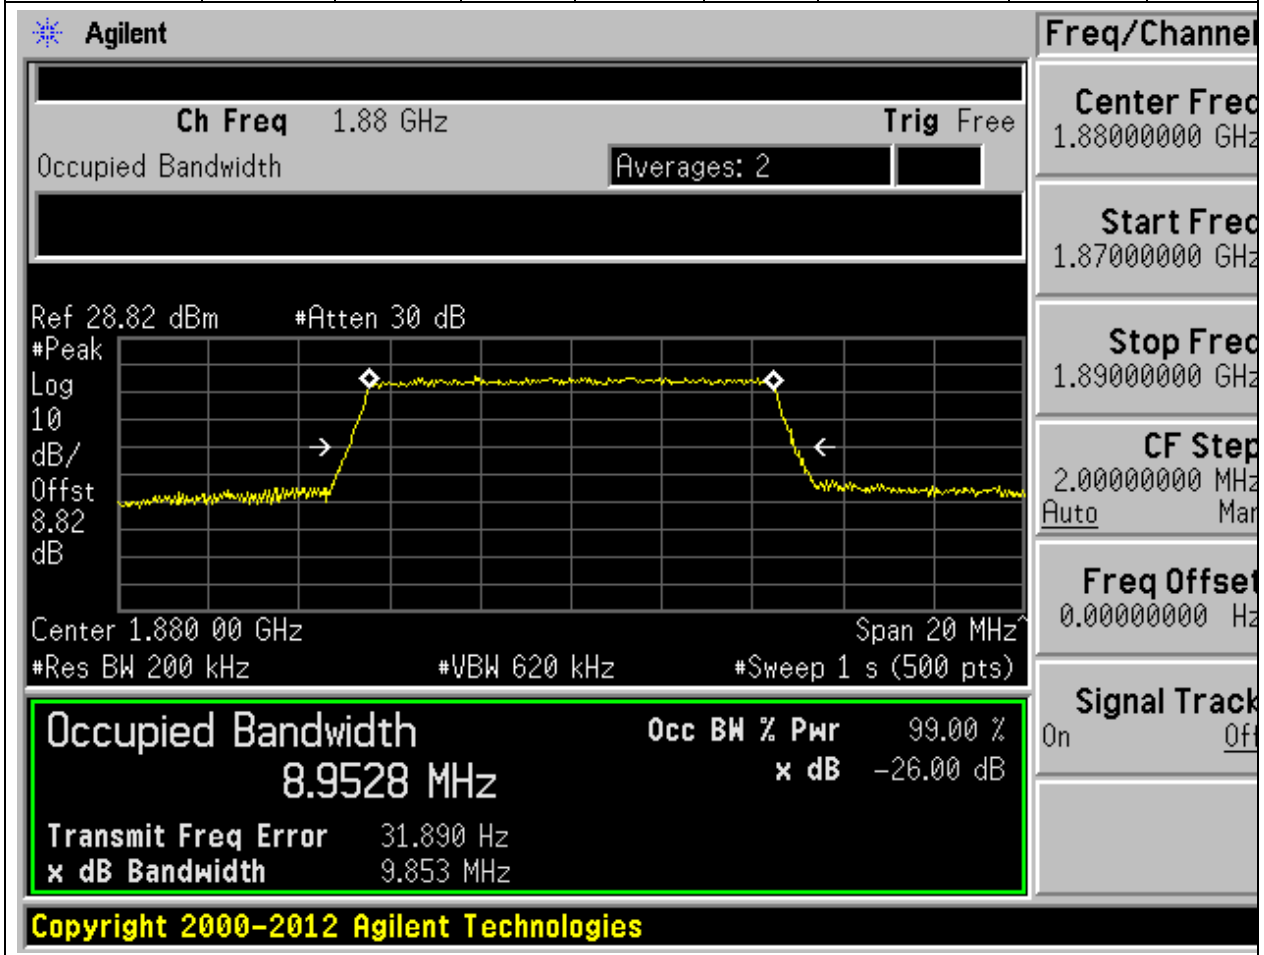 Agilent
Freq/Channel
Ch Freq 1.88 GHz Trig Free
Occupied Bandwidth Averages: 2
Center Freq
1.88000000 GHz
Start Freq
1.87000000 GHz
Stop Freq
1.89000000 GHz
CF Step
2.00000000 MHz
Auto Man
Freq Offset
0.00000000 Hz
Signal Track
On Off
Ref 28.82 dBm #Atten 30 dB
#Peak
Log
10
dB/
Offst
8.82
dB
Center 1.880 00 GHz Span 20 MHz^
#Res BW 200 kHz #VBW 620 kHz #Sweep 1 s (500 pts)
Occupied Bandwidth Occ BW % Pwr 99.00 %
8.9528 MHz x dB -26.00 dB
Transmit Freq Error 31.890 Hz
x dB Bandwidth 9.853 MHz
Copyright 2000-2012 Agilent Technologies